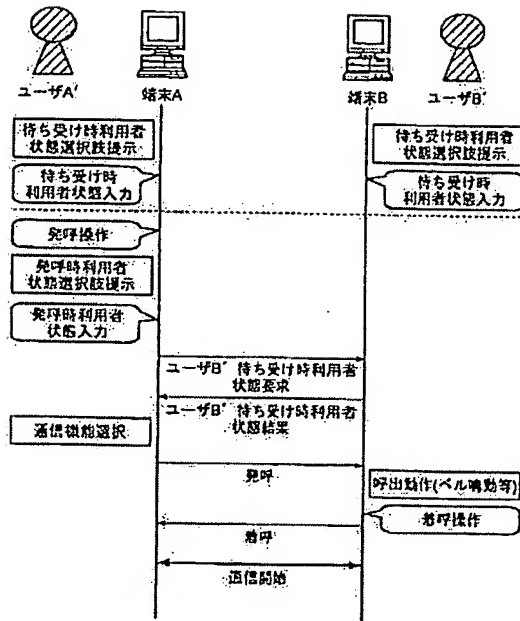 ユーザA'
端末A
端末B
ユーザB'
待ち受け時利用者
状態選択肢提示
待ち受け時利用者
状態選択肢提示
待ち受け時
利用者状態入力
待ち受け時
利用者状態入力
発呼操作
発呼時利用者
状態選択肢提示
発呼時利用者
状態入力
ユーザB' 待ち受け時利用者
状態要求
ユーザB' 待ち受け時利用者
状態結果
通信機能選択
発呼
呼出動作(ベル鳴動等)
着呼操作
着呼
通信開始